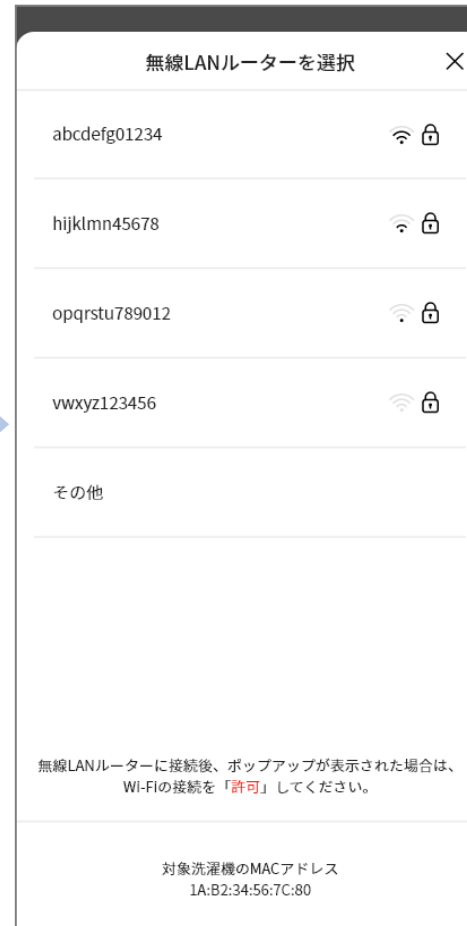 無線LANルーターを選択
abcdefg01234
hijklmn45678
opqrstu789012
vwxyz123456
その他
無線LANルーターに接続後、ポップアップが表示された場合は、
Wi-Fiの接続を「許可」してください。
対象洗濯機のMACアドレス
1A:B2:34:56:7C:80